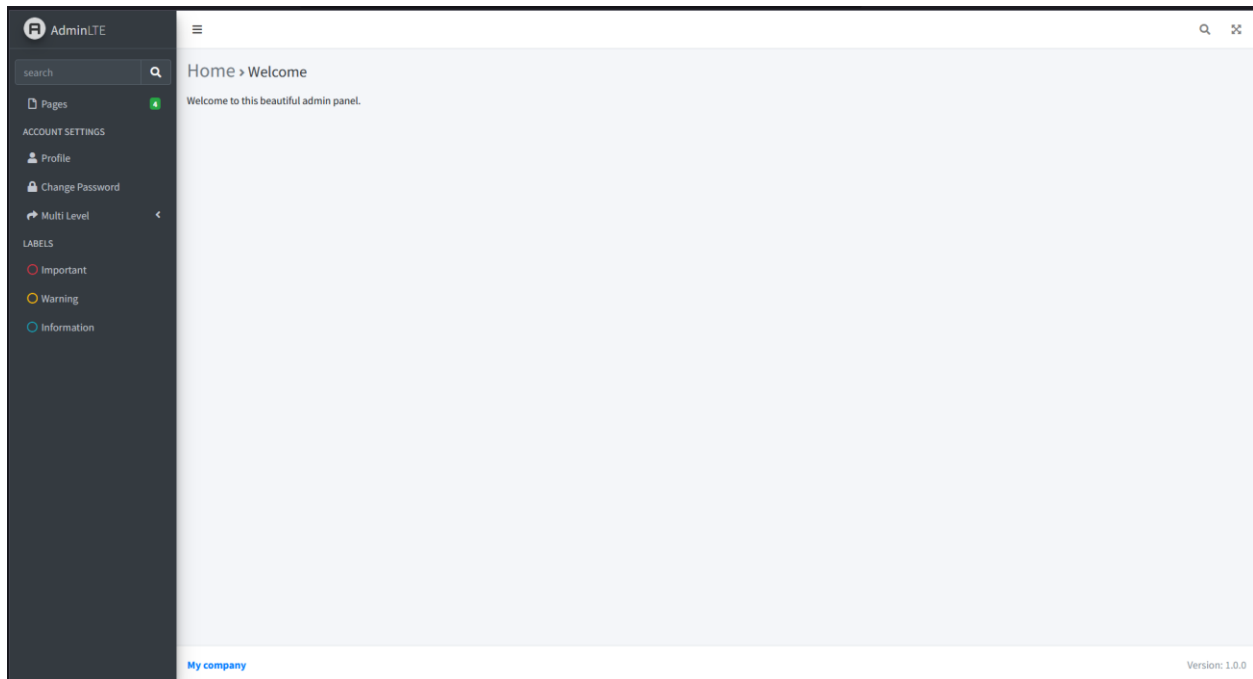 AdminLTE
search
Pages 4
ACCOUNT SETTINGS
Profile
Change Password
Multi Level
LABELS
Important
Warning
Information
Home › Welcome
Welcome to this beautiful admin panel.
My company
Version: 1.0.0